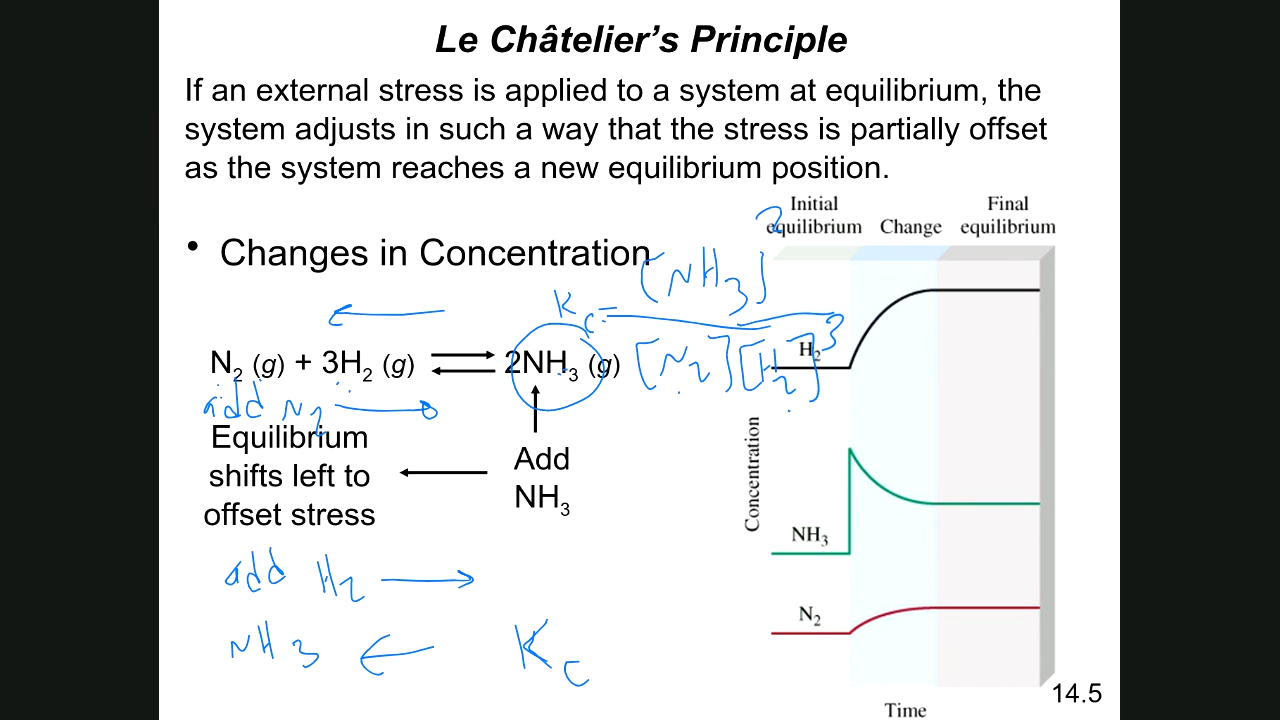 Le Châtelier’s Principle
If an external stress is applied to a system at equilibrium, the
system adjusts in such a way that the stress is partially offset
as the system reaches a new equilibrium position.
• Changes in Concentration
Kc = [NH3]2
[N2][H2]3
N2 (g) + 3H2 (g) ⇌ 2NH3 (g)
add N2 →
Equilibrium
shifts left to
offset stress
Add
NH3
add H2 →
NH3 ← Kc
Initial
equilibrium
Change
Final
equilibrium
H2
Concentration
NH3
N2
Time
14.5